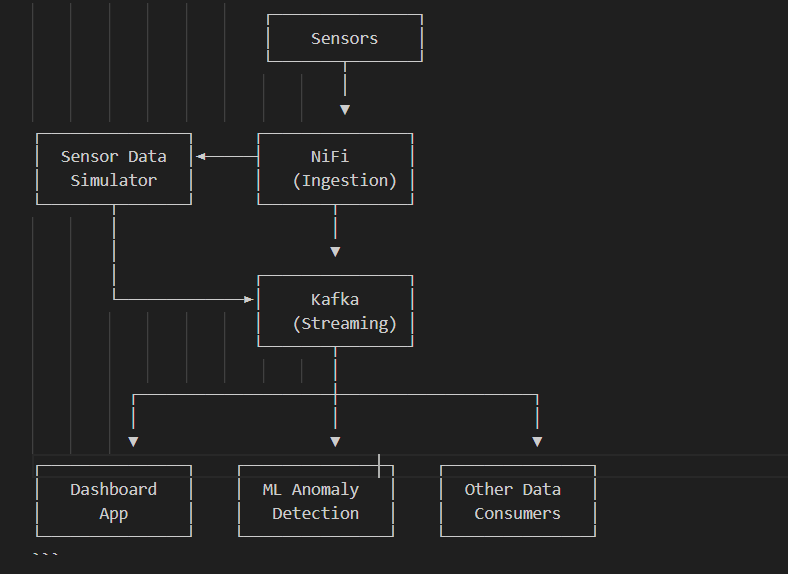 Sensors
Sensor Data
Simulator
NiFi
(Ingestion)
Kafka
(Streaming)
Dashboard
App
ML Anomaly
Detection
Other Data
Consumers
```